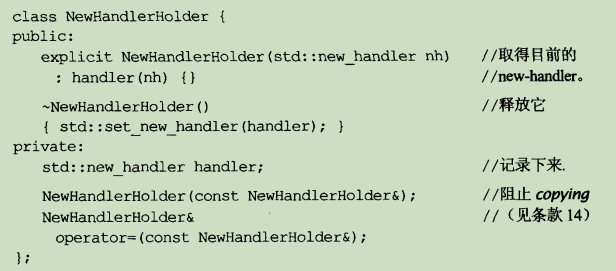 class NewHandlerHolder {
public:
explicit NewHandlerHolder(std::new_handler nh) //取得目前的
: handler(nh) {} //new-handler。
~NewHandlerHolder() //释放它
{ std::set_new_handler(handler); }
private:
std::new_handler handler; //记录下来.
NewHandlerHolder(const NewHandlerHolder&); //阻止 copying
NewHandlerHolder& //（见条款 14）
operator=(const NewHandlerHolder&);
};